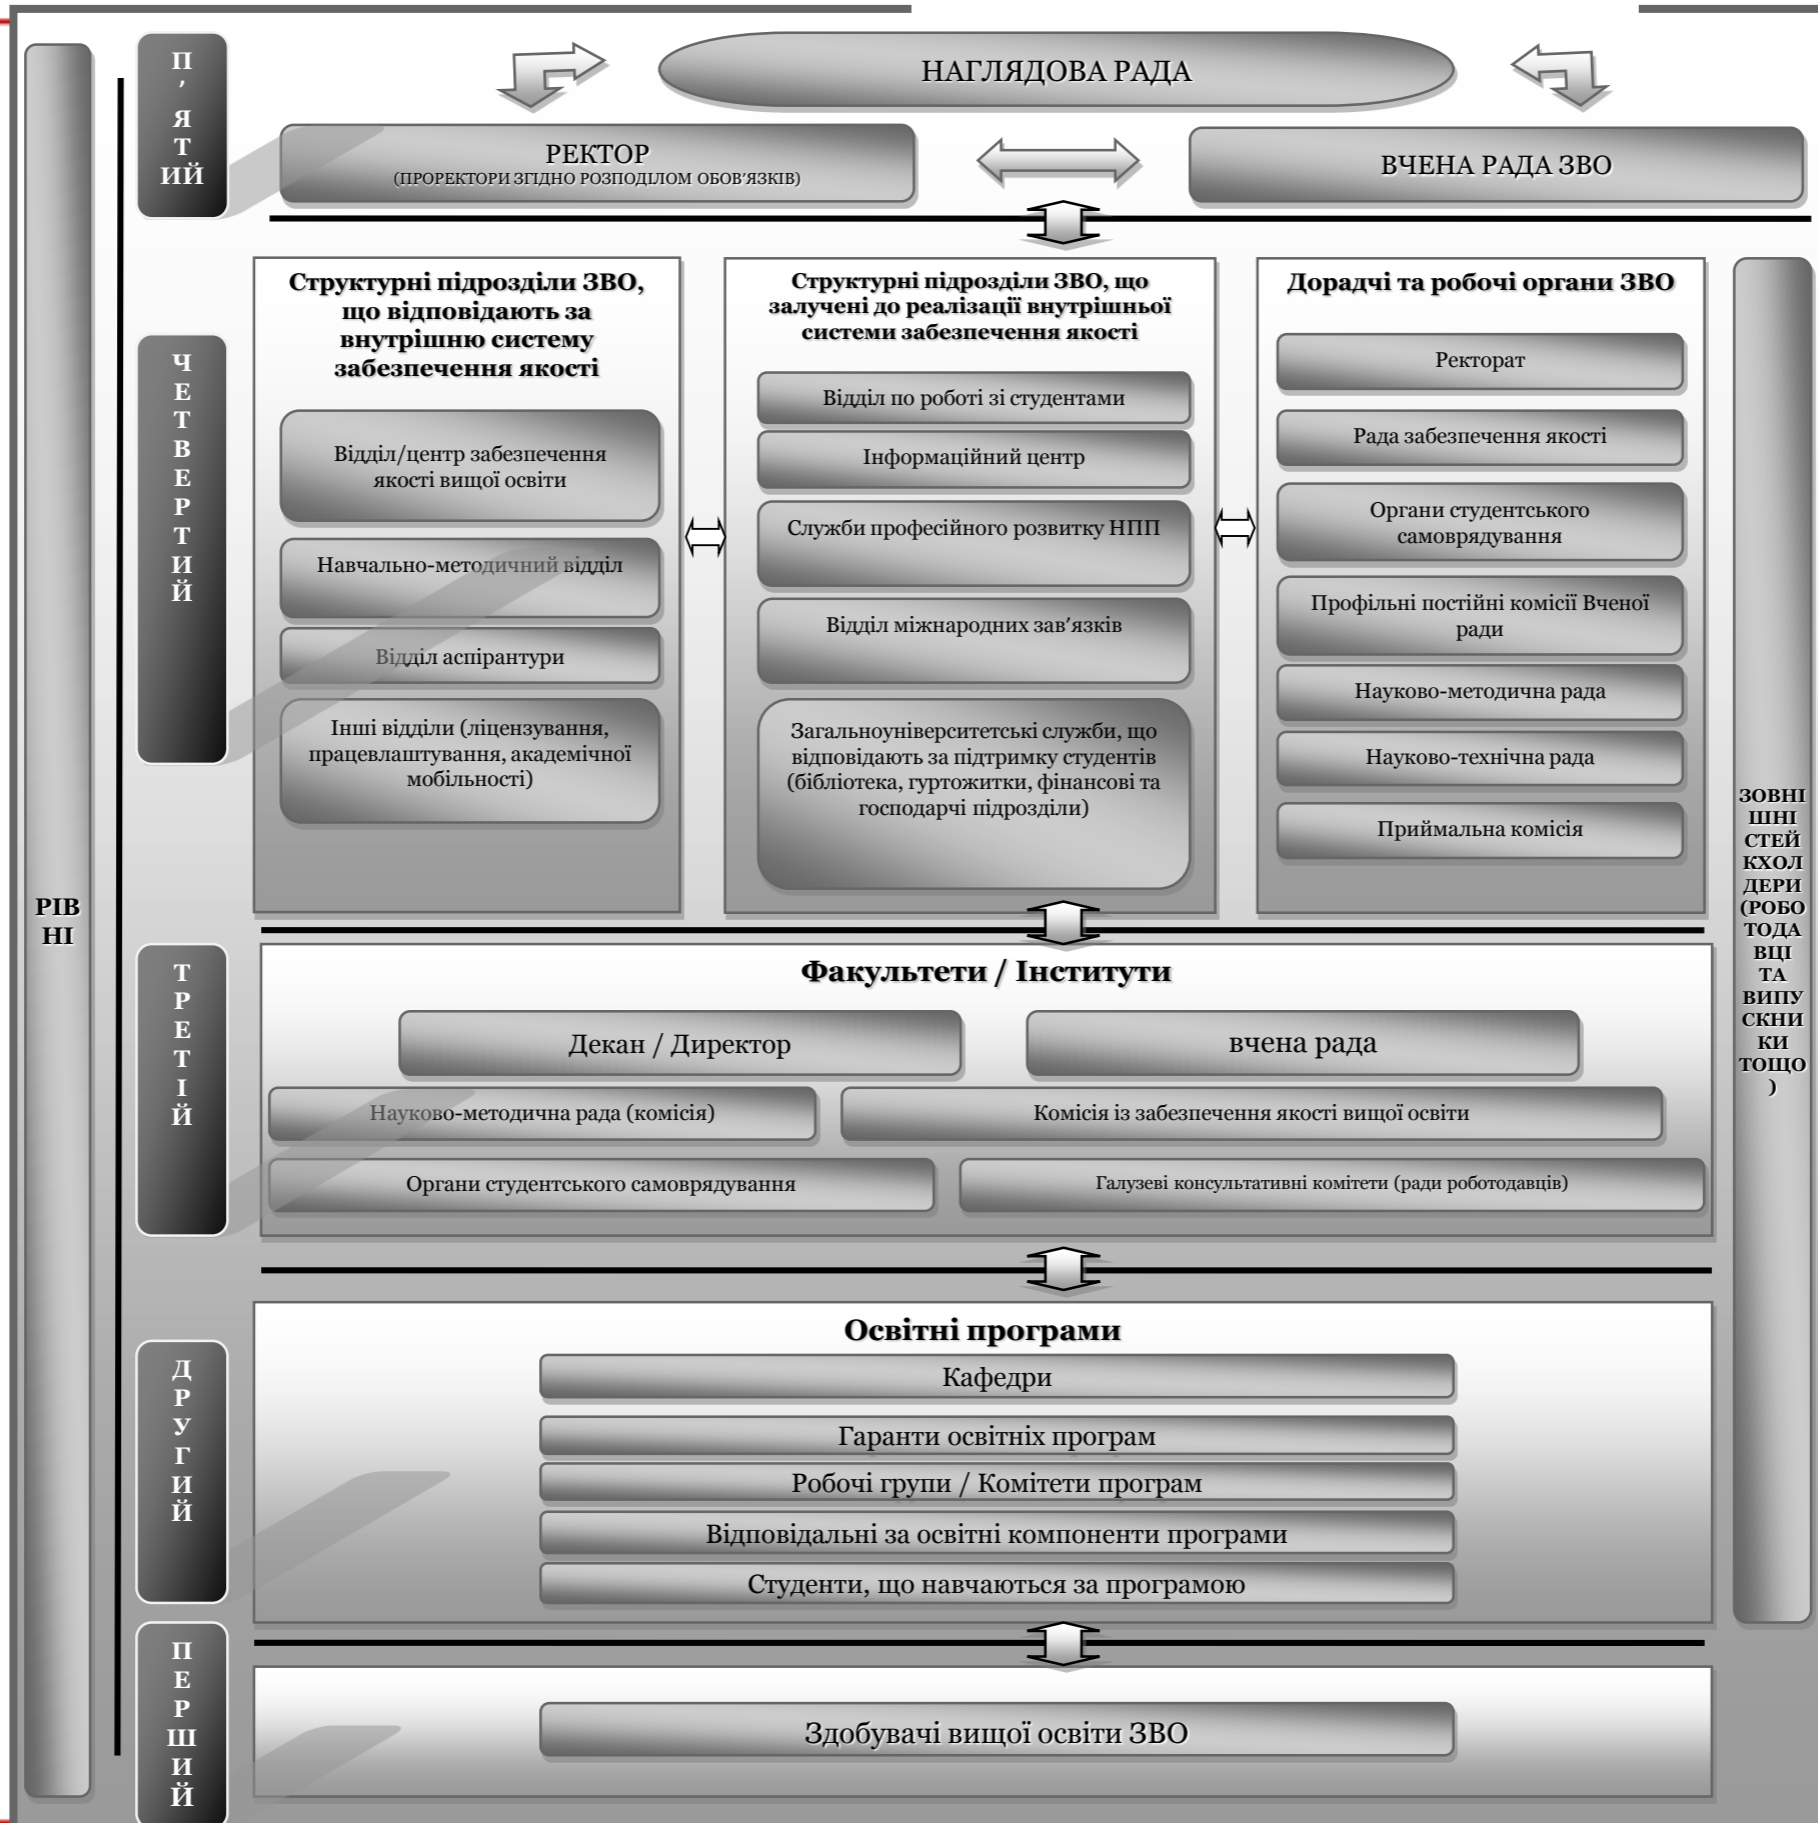 РІВ
НІ
П
’
Я
Т
ИЙ
НАГЛЯДОВА РАДА
РЕКТОР
(ПРОРЕКТОРИ ЗГІДНО РОЗПОДІЛОМ ОБОВ’ЯЗКІВ)
ВЧЕНА РАДА ЗВО
Ч
Е
Т
В
Е
Р
Т
И
Й
Структурні підрозділи ЗВО,
що відповідають за
внутрішню систему
забезпечення якості
Відділ/центр забезпечення
якості вищої освіти
Навчально-методичний відділ
Відділ аспірантури
Інші відділи (ліцензування,
працевлаштування, академічної
мобільності)
Структурні підрозділи ЗВО, що
залучені до реалізації внутрішньої
системи забезпечення якості
Відділ по роботі зі студентами
Інформаційний центр
Служби професійного розвитку НПП
Відділ міжнародних зав’язків
Загальноуніверситетські служби, що
відповідають за підтримку студентів
(бібліотека, гуртожитки, фінансові та
господарчі підрозділи)
Дорадчі та робочі органи ЗВО
Ректорат
Рада забезпечення якості
Органи студентського
самоврядування
Профільні постійні комісії Вченої
ради
Науково-методична рада
Науково-технічна рада
Приймальна комісія
ЗОВНІ
ШНІ
СТЕЙ
КХОЛ
ДЕРИ
(РОБО
ТОДА
ВЦІ
ТА
ВИПУ
СКНИ
КИ
ТОЩО
)
Т
Р
Е
Т
І
Й
Факультети / Інститути
Декан / Директор
вчена рада
Науково-методична рада (комісія)
Комісія із забезпечення якості вищої освіти
Органи студентського самоврядування
Галузеві консультативні комітети (ради роботодавців)
Д
Р
У
Г
И
Й
Освітні програми
Кафедри
Гаранти освітніх програм
Робочі групи / Комітети програм
Відповідальні за освітні компоненти програми
Студенти, що навчаються за програмою
П
Е
Р
Ш
И
Й
Здобувачі вищої освіти ЗВО